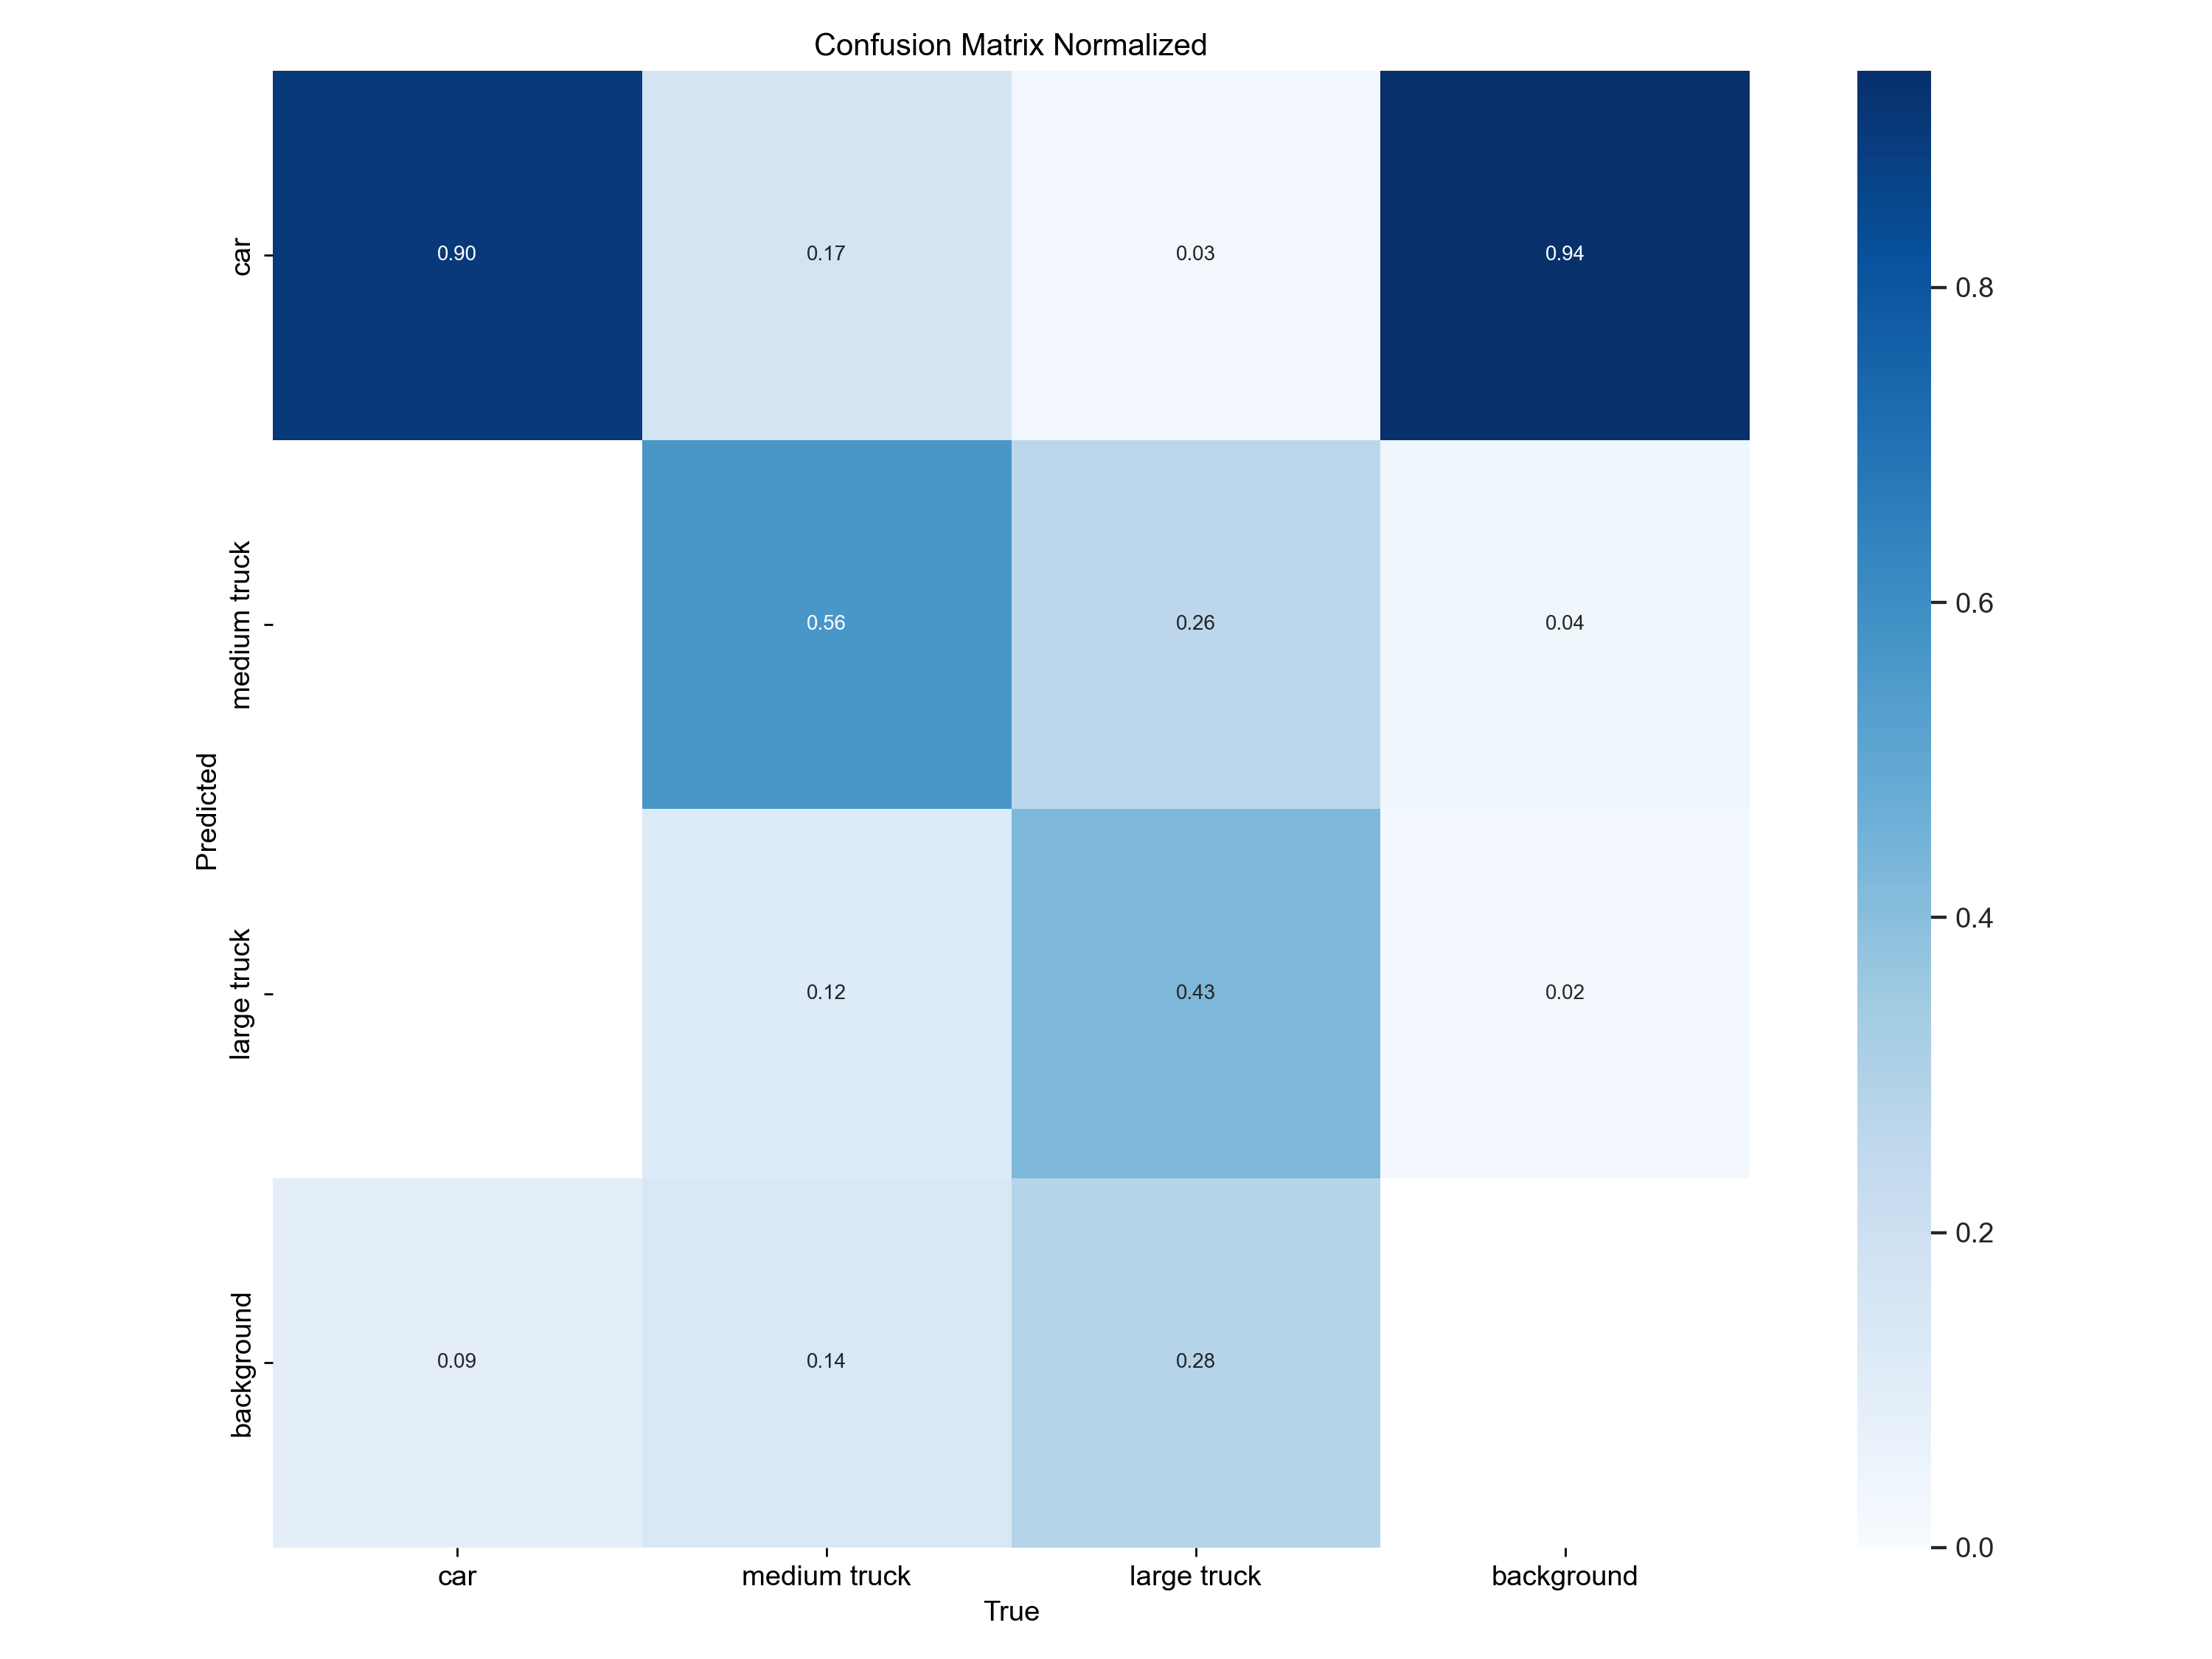 Confusion Matrix Normalized
car
0.90
0.17
0.03
0.94
0.8
medium truck
0.56
0.26
0.04
0.6
Predicted
large truck
0.12
0.43
0.02
0.4
background
0.09
0.14
0.28
0.2
0.0
car
medium truck
large truck
background
True